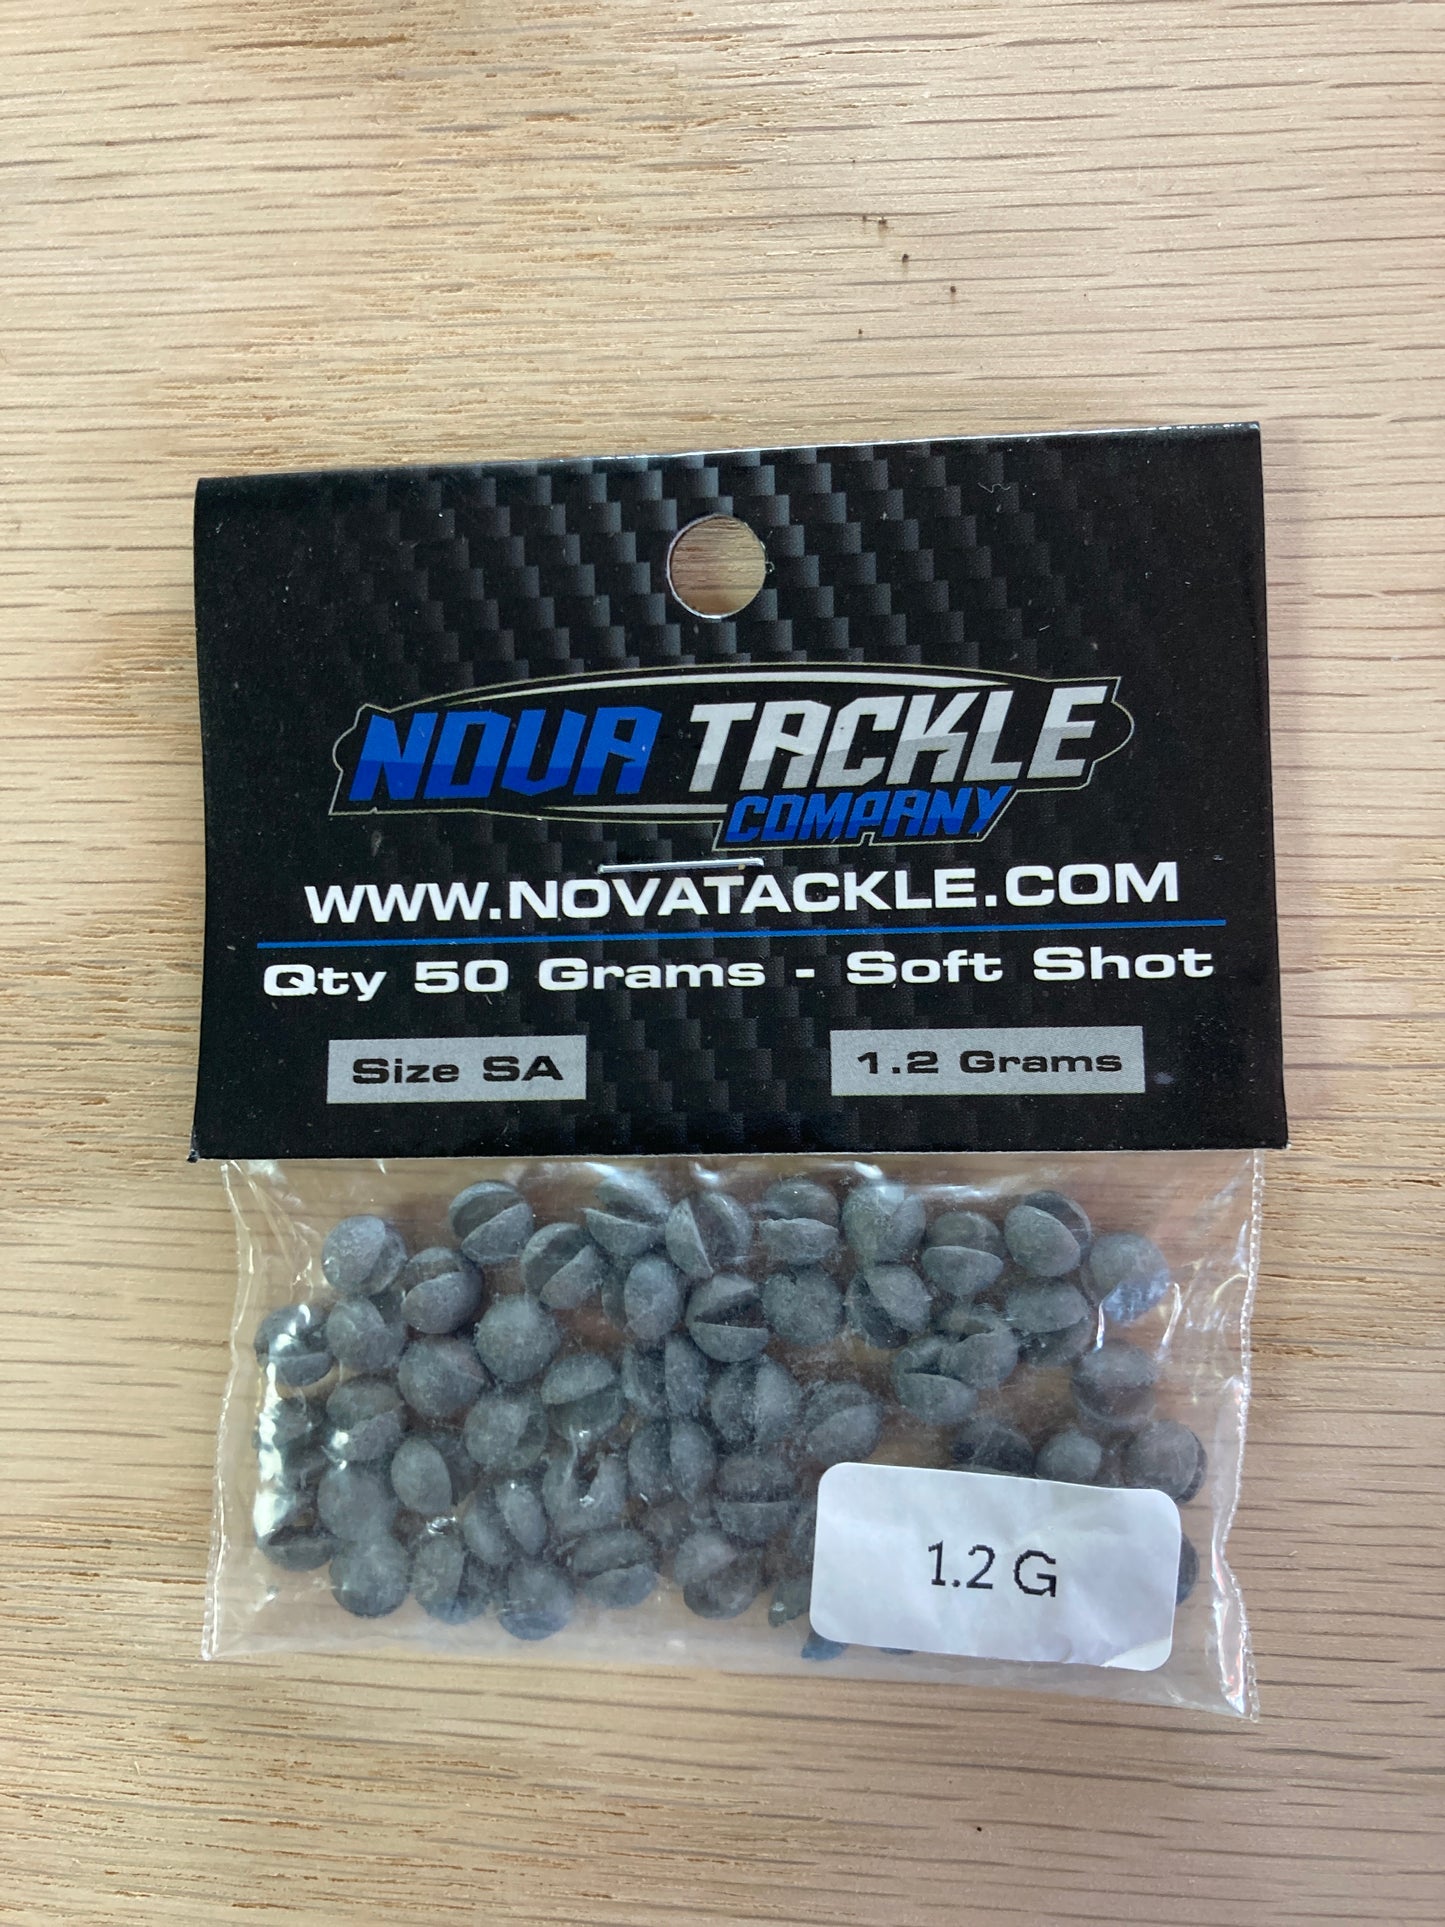 NOVA TACKLE
COMPANY
WWW.NOVATACKLE.COM
Qty 50 Grams - Soft Shot
Size SA
1.2 Grams
1.2 G